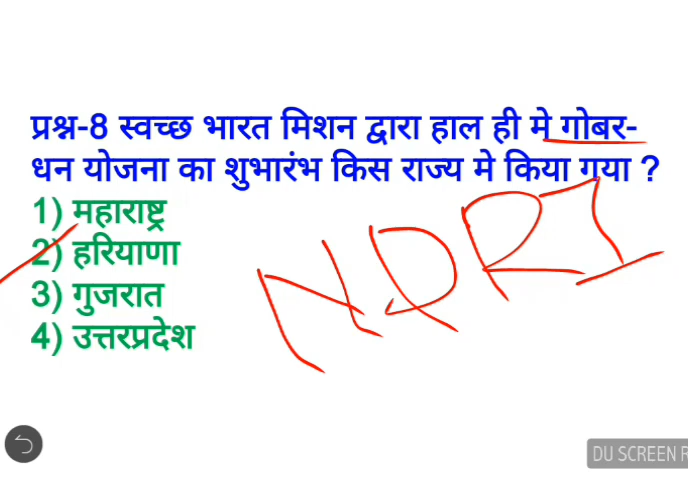 प्रश्न-8 स्वच्छ भारत मिशन द्वारा हाल ही मे गोबर-
धन योजना का शुभारंभ किस राज्य मे किया गया ?
1) महाराष्ट्र
2) हरियाणा
3) गुजरात
4) उत्तरप्रदेश
NDRI
DU SCREEN R